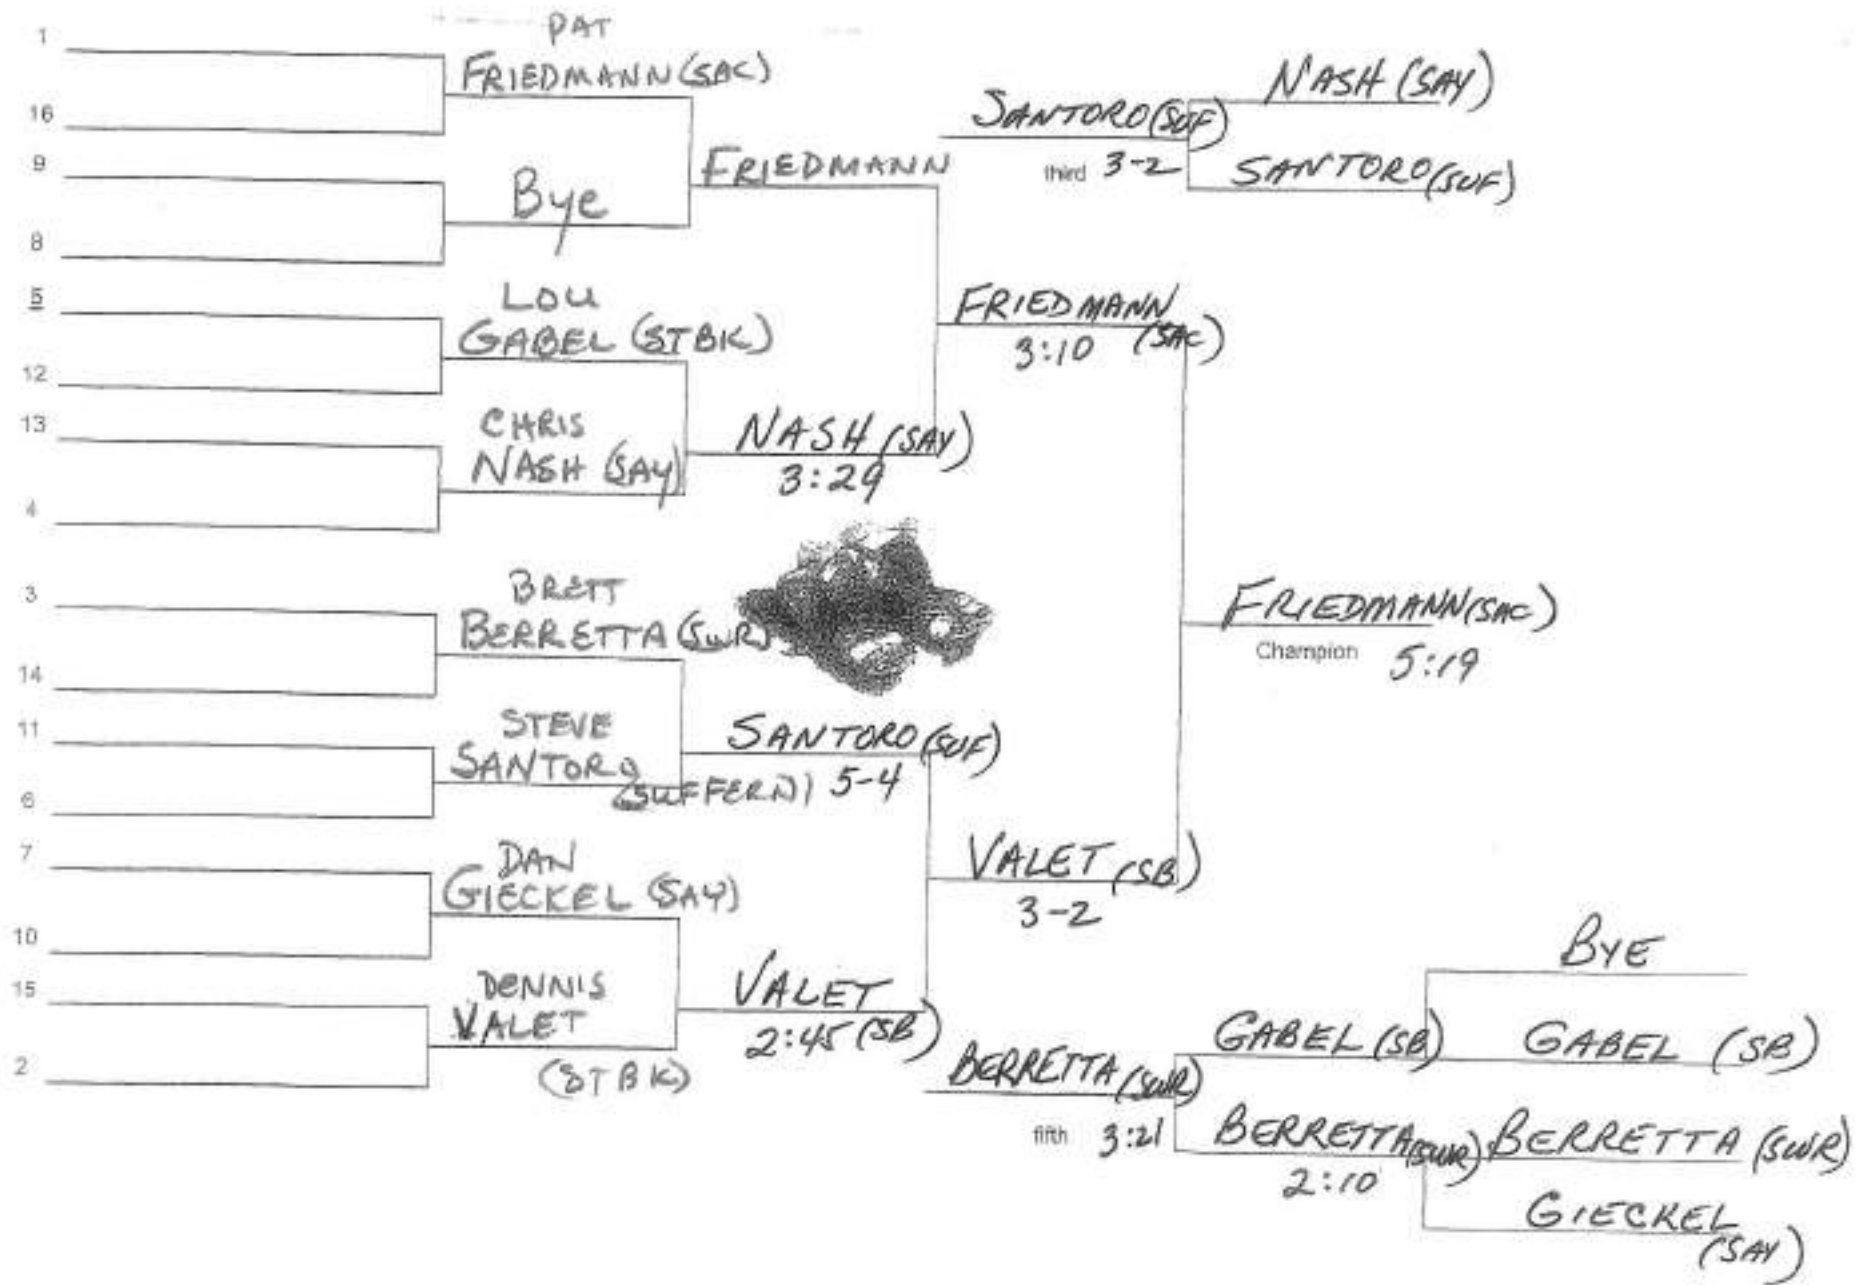 PAT
1
FRIEDMANN (SAC)
16
9
Bye
8
FRIEDMANN
5
LOU
GABEL (STBK)
12
13
CHRIS
NASH (SAY)
4
NASH (SAY)
3:29
FRIEDMANN
3:10 (SAC)
3
BRETT
BERRETTA (SWR)
14
11
STEVE
SANTORO
(SUFFERN)
6
SANTORO (SUF)
5-4
7
DAN
GIECKEL (SAY)
10
15
DENNIS
VALET
(STBK)
2
VALET
2:45 (SB)
VALET (SB)
3-2
FRIEDMANN (SAC)
Champion 5:19
NASH (SAY)
SANTORO (SUF)
SANTORO (SUF)
third 3-2
BYE
GABEL (SB)
GABEL (SB)
BERRETTA (SWR)
GIECKEL
(SAY)
BERRETTA (SWR)
2:10
BERRETTA (SWR)
fifth 3:21